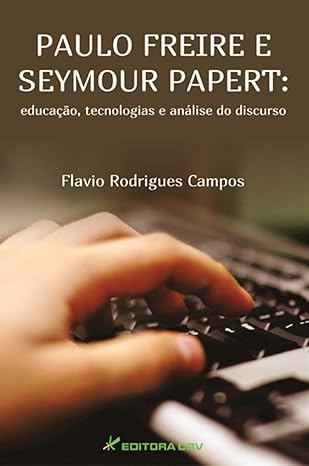 PAULO FREIRE E
SEYMOUR PAPERT:
educação, tecnologias e análise do discurso
Flavio Rodrigues Campos
EDITORA CRV